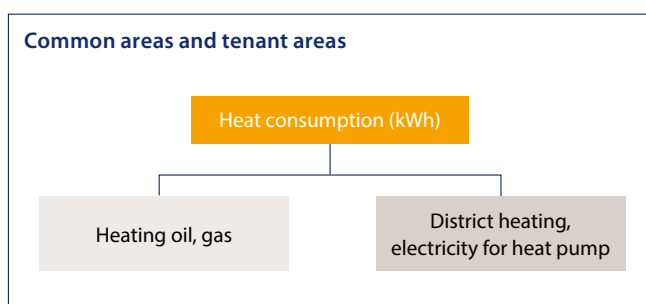 Common areas and tenant areas
Heat consumption (kWh)
Heating oil, gas
District heating,
electricity for heat pump